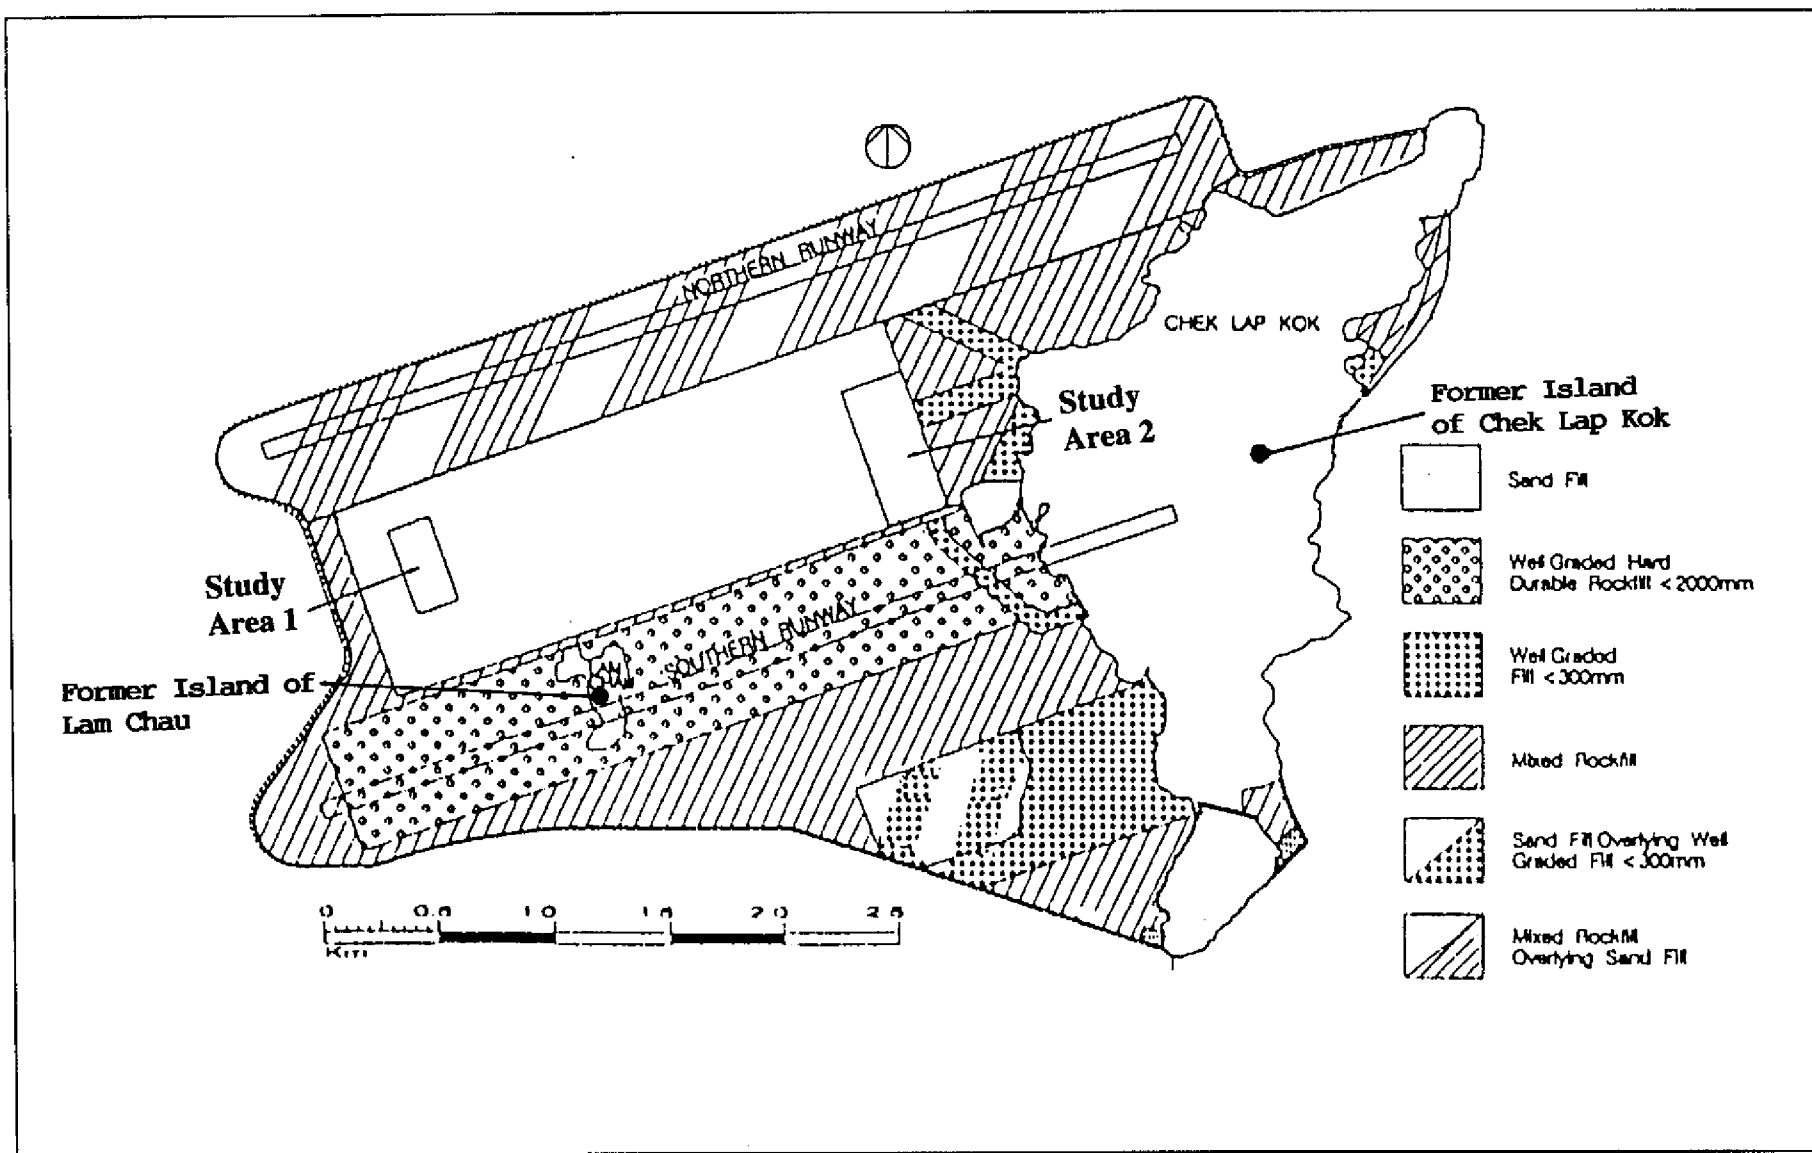 NORTHERN RUNWAY
CHEK LAP KOK
Study
Area 2
Former Island
of Chek Lap Kok
Sand Fill
Well Graded Hard
Durable Rockfill <2000mm
Study
Area 1
SOUTHERN RUNWAY
Well Graded
Fill <300mm
Former Island of
Lam Chau
Mixed Rockfill
Sand Fill Overlying Well
Graded Fill <300mm
0 0.5 1.0 1.5 2.0 2.5
Km
Mixed Rockfill
Overlying Sand Fill